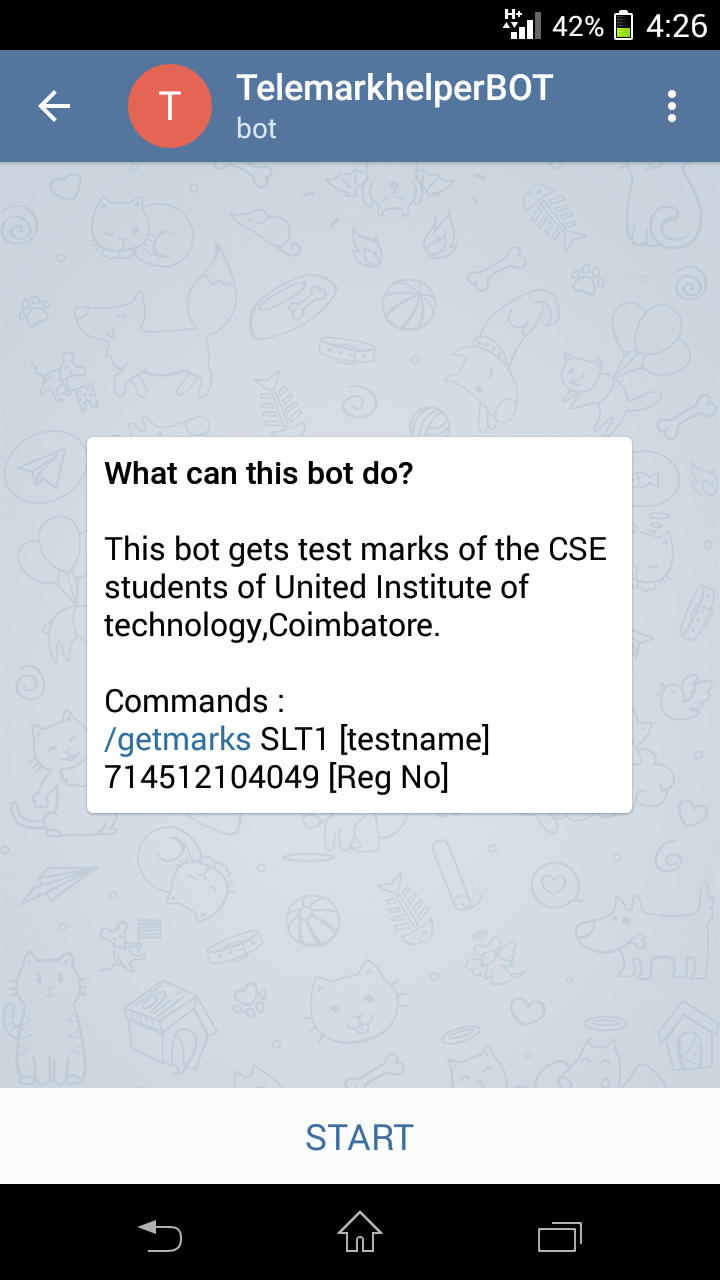 H+ 42% 4:26
T TelemarkhelperBOT
bot
What can this bot do?
This bot gets test marks of the CSE
students of United Institute of
technology,Coimbatore.
Commands :
/getmarks SLT1 [testname]
714512104049 [Reg No]
START